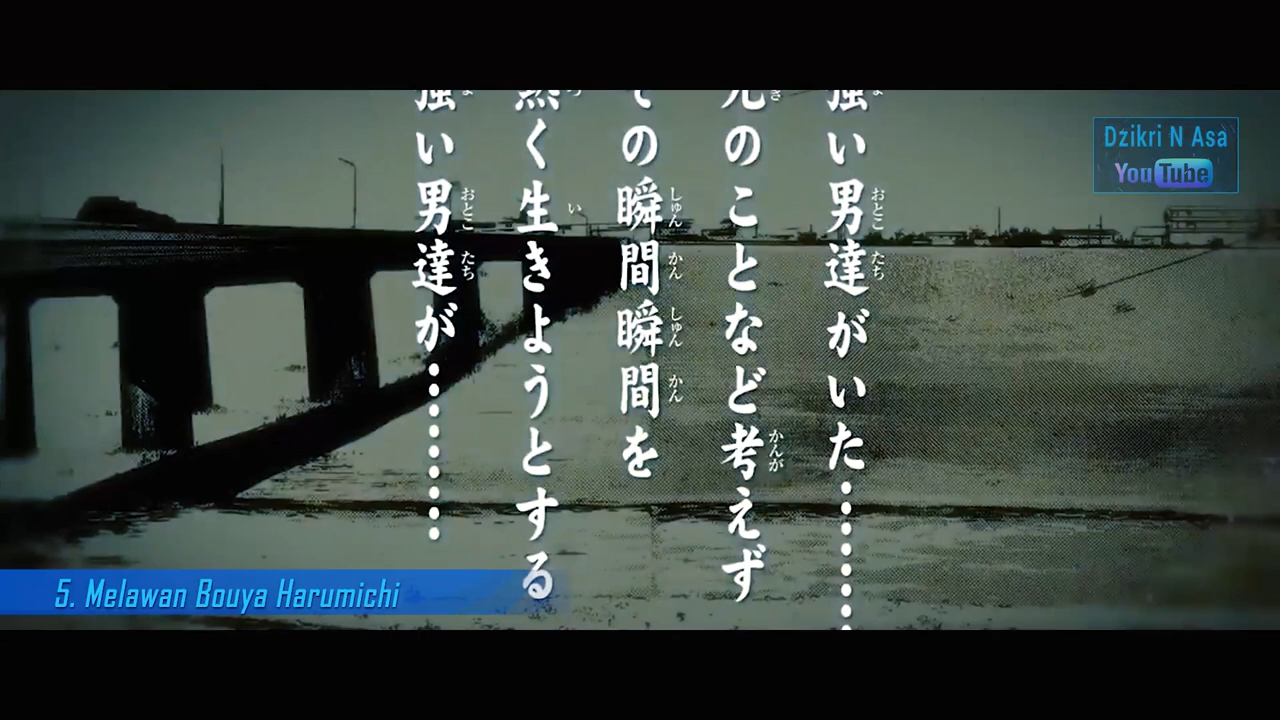 強い男達がいた………
先のことなど考えず
その瞬間瞬間を
熱く生きようとする
強い男達が………
Dzikri N Asa
YouTube
5. Melawan Bouya Harumichi